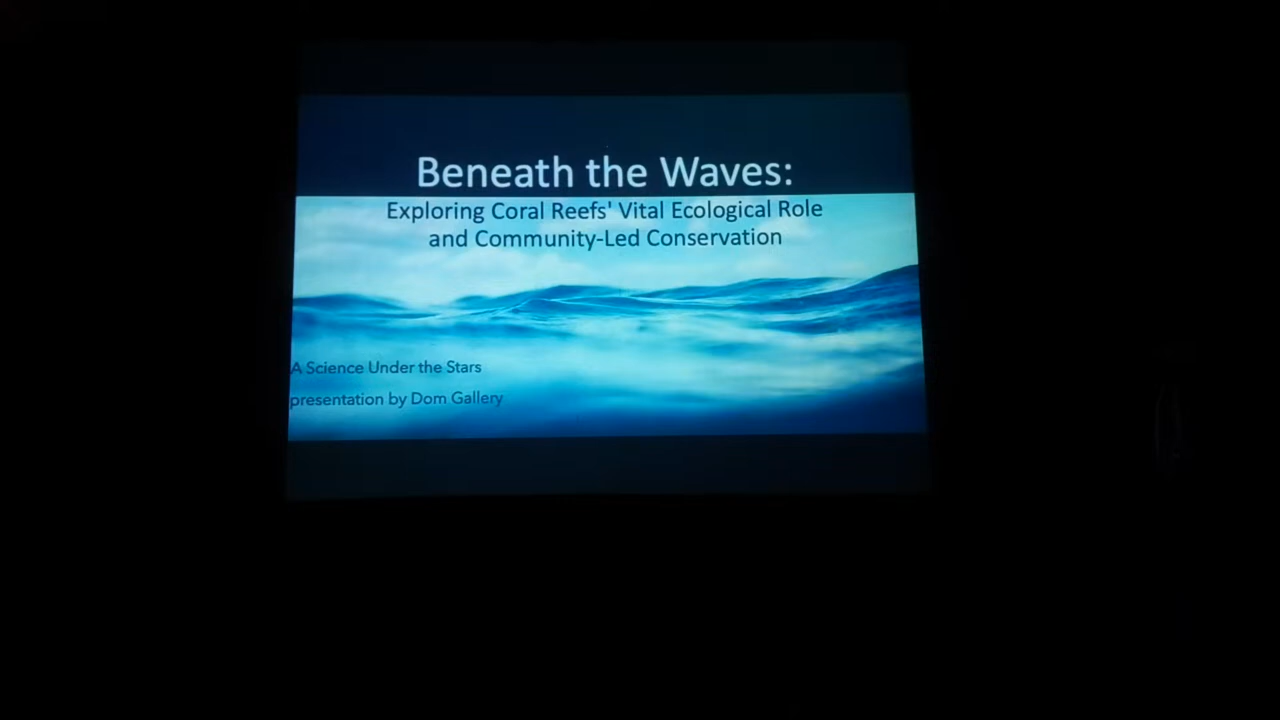 Beneath the Waves:
Exploring Coral Reefs' Vital Ecological Role
and Community-Led Conservation
A Science Under the Stars
presentation by Dom Gallery